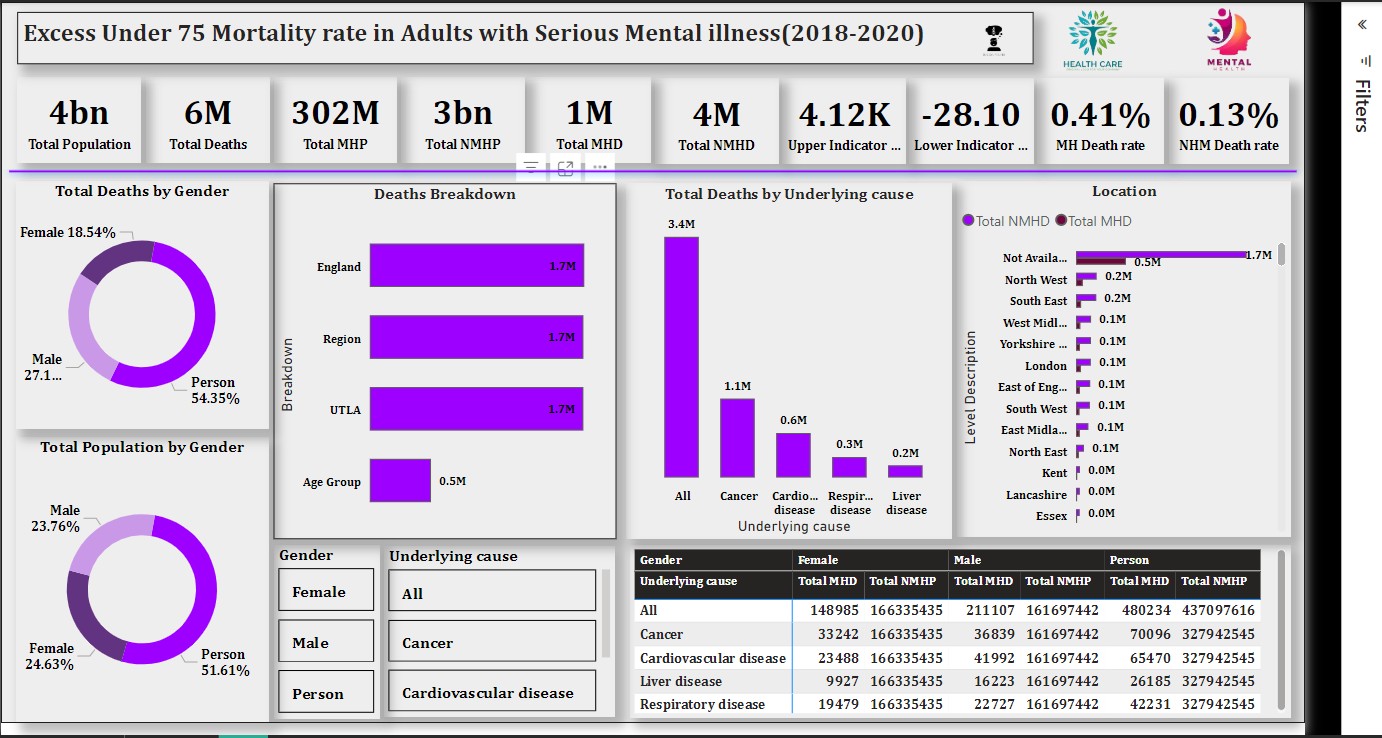 Excess Under 75 Mortality rate in Adults with Serious Mental illness(2018-2020)
HEALTH CARE
MENTAL
HEALTH
Filters
4bn
Total Population
6M
Total Deaths
302M
Total MHP
3bn
Total NMHP
1M
Total MHD
4M
Total NMHD
4.12K
Upper Indicator ...
-28.10
Lower Indicator ...
0.41%
MH Death rate
0.13%
NHM Death rate
Total Deaths by Gender
Female 18.54%
Male
27.1...
Person
54.35%
Total Population by Gender
Male
23.76%
Female
24.63%
Person
51.61%
Deaths Breakdown
Breakdown
England 1.7M
Region 1.7M
UTLA 1.7M
Age Group 0.5M
Total Deaths by Underlying cause
3.4M
1.1M
0.6M
0.3M
0.2M
All Cancer Cardio... Respir... Liver
disease disease disease
Underlying cause
Location
Total NMHD Total MHD
Level Description
Not Availa... 1.7M
0.5M
North West 0.2M
South East 0.2M
West Midl... 0.1M
Yorkshire ... 0.1M
London 0.1M
East of Eng... 0.1M
South West 0.1M
East Midla... 0.1M
North East 0.1M
Kent 0.0M
Lancashire 0.0M
Essex 0.0M
Gender
Female
Male
Person
Underlying cause
All
Cancer
Cardiovascular disease
Gender Female Male Person
Underlying cause Total MHD Total NMHP Total MHD Total NMHP Total MHD Total NMHP
All 148985 166335435 211107 161697442 480234 437097616
Cancer 33242 166335435 36839 161697442 70096 327942545
Cardiovascular disease 23488 166335435 41992 161697442 65470 327942545
Liver disease 9927 166335435 16223 161697442 26185 327942545
Respiratory disease 19479 166335435 22727 161697442 42231 327942545